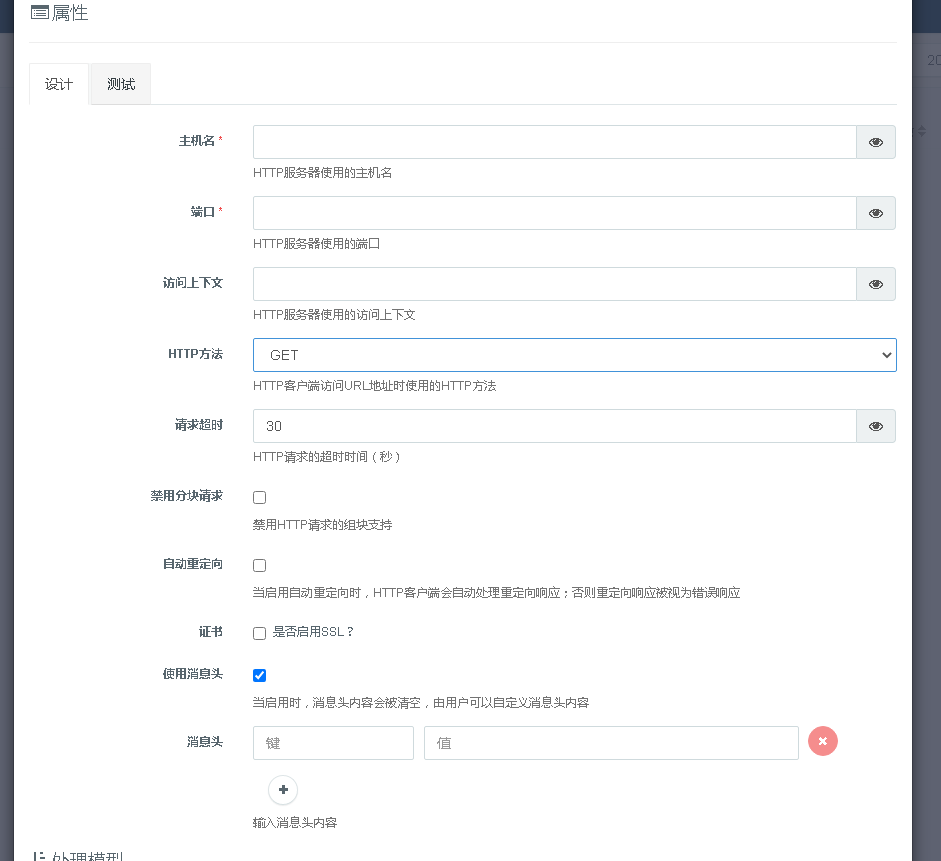 属性
设计 测试
主机名 *
HTTP服务器使用的主机名
端口 *
HTTP服务器使用的端口
访问上下文
HTTP服务器使用的访问上下文
HTTP方法 GET
HTTP客户端访问URL地址时使用的HTTP方法
请求超时 30
HTTP请求的超时时间（秒）
禁用分块请求
禁用HTTP请求的组块支持
自动重定向
当启用自动重定向时，HTTP客户端会自动处理重定向响应；否则重定向响应被视为错误响应
证书 是否启用SSL？
使用消息头
当启用时，消息头内容会被清空，由用户可以自定义消息头内容
消息头 键 值
输入消息头内容
处理模型